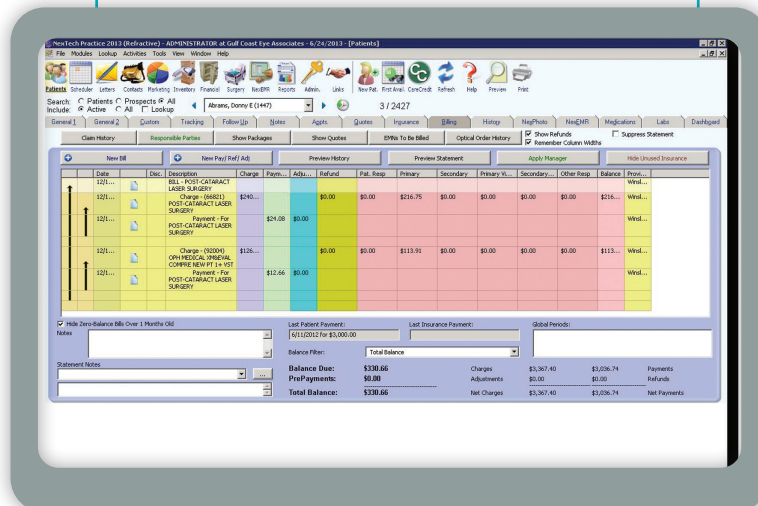 NexTech Practice 2013 (Refractive) - ADMINISTRATOR at Gulf Coast Eye Associates - 6/24/2013 - [Patients]
File Modules Lookup Activities Tools View Window Help
Patients Scheduler Letters Contacts Marketing Inventory Financial Surgery NexEMR Reports Admin. Links New Pat. First Avail. CareCredit Refresh Help Preview Print
Search: Patients Prospects All
Include: Active All Lookup
Abrams, Donny E (1447)
3 / 2427
General 1 General 2 Custom Tracking Follow Up Notes Appts. Quotes Insurance Billing History NexPhoto NexEMR Medications Labs Dashboard
Claim History Responsible Parties Show Packages Show Quotes EMNs To Be Billed Optical Order History Show Refunds Suppress Statement
Remember Column Widths
New Bill New Pay/ Ref/ Adj Preview History Preview Statement Apply Manager Hide Unused Insurance
Date Disc. Description Charge Paym... Adju... Refund Pat. Resp Primary Secondary Primary Vi... Secondary... Other Resp Balance Provi...
12/1... BILL - POST-CATARACT Winsl...
LASER SURGERY
12/1... Charge - (66821) $240... $0.00 $0.00 $216.75 $0.00 $0.00 $0.00 $0.00 $216... Winsl...
POST-CATARACT LASER
SURGERY
12/1... Payment - For $24.08 $0.00 Winsl...
POST-CATARACT LASER
SURGERY
12/1... Charge - (92004) $126... $0.00 $0.00 $113.91 $0.00 $0.00 $0.00 $0.00 $113... Winsl...
OPH MEDICAL XM&EVAL
COMPRE NEW PT 1+ VST
12/1... Payment - For $12.66 $0.00 Winsl...
POST-CATARACT LASER
SURGERY
Hide Zero-Balance Bills Over 1 Months Old
Notes
Last Patient Payment: Last Insurance Payment: Global Periods:
6/11/2012 for $3,000.00
Balance Filter: Total Balance
Statement Notes
...
Balance Due: $330.66 Charges $3,367.40 $3,036.74 Payments
PrePayments: $0.00 Adjustments $0.00 $0.00 Refunds
Total Balance: $330.66 Net Charges $3,367.40 $3,036.74 Net Payments